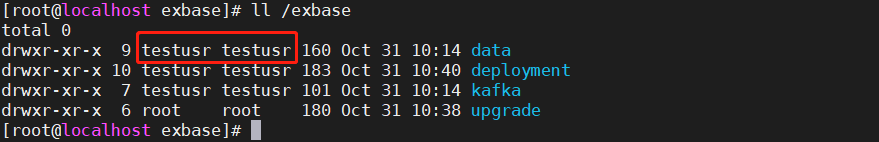 [root@localhost exbase]# ll /exbase
total 0
drwxr-xr-x  9 testusr testusr 160 Oct 31 10:14 data
drwxr-xr-x 10 testusr testusr 183 Oct 31 10:40 deployment
drwxr-xr-x  7 testusr testusr 101 Oct 31 10:14 kafka
drwxr-xr-x  6 root    root    180 Oct 31 10:38 upgrade
[root@localhost exbase]#